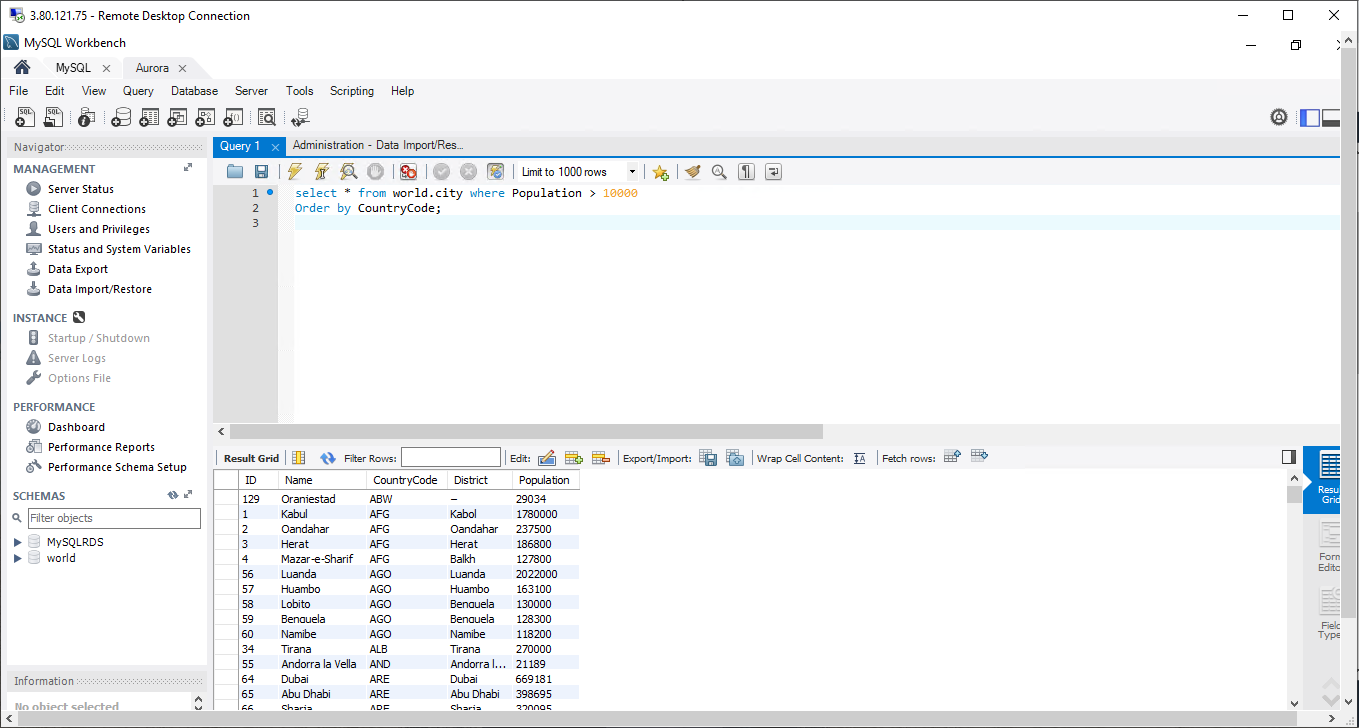 3.80.121.75 - Remote Desktop Connection
MySQL Workbench
MySQL
Aurora
File Edit View Query Database Server Tools Scripting Help
Navigator
MANAGEMENT
Server Status
Client Connections
Users and Privileges
Status and System Variables
Data Export
Data Import/Restore
INSTANCE
Startup / Shutdown
Server Logs
Options File
PERFORMANCE
Dashboard
Performance Reports
Performance Schema Setup
SCHEMAS
Filter objects
MySQLRDS
world
Information
No object selected
Query 1
Administration - Data Import/Res...
Limit to 1000 rows
1 select * from world.city where Population > 10000
2 Order by CountryCode;
3
Result Grid Filter Rows: Edit: Export/Import: Wrap Cell Content: Fetch rows:
ID Name CountryCode District Population
129 Oranjestad ABW – 29034
1 Kabul AFG Kabol 1780000
2 Qandahar AFG Qandahar 237500
3 Herat AFG Herat 186800
4 Mazar-e-Sharif AFG Balkh 127800
56 Luanda AGO Luanda 2022000
57 Huambo AGO Huambo 163100
58 Lobito AGO Benguela 130000
59 Benguela AGO Benguela 128300
60 Namibe AGO Namibe 118200
34 Tirana ALB Tirana 270000
55 Andorra la Vella AND Andorra l... 21189
64 Dubai ARE Dubai 669181
65 Abu Dhabi ARE Abu Dhabi 398695
66 Sharja ARE 320095
Grid
Form